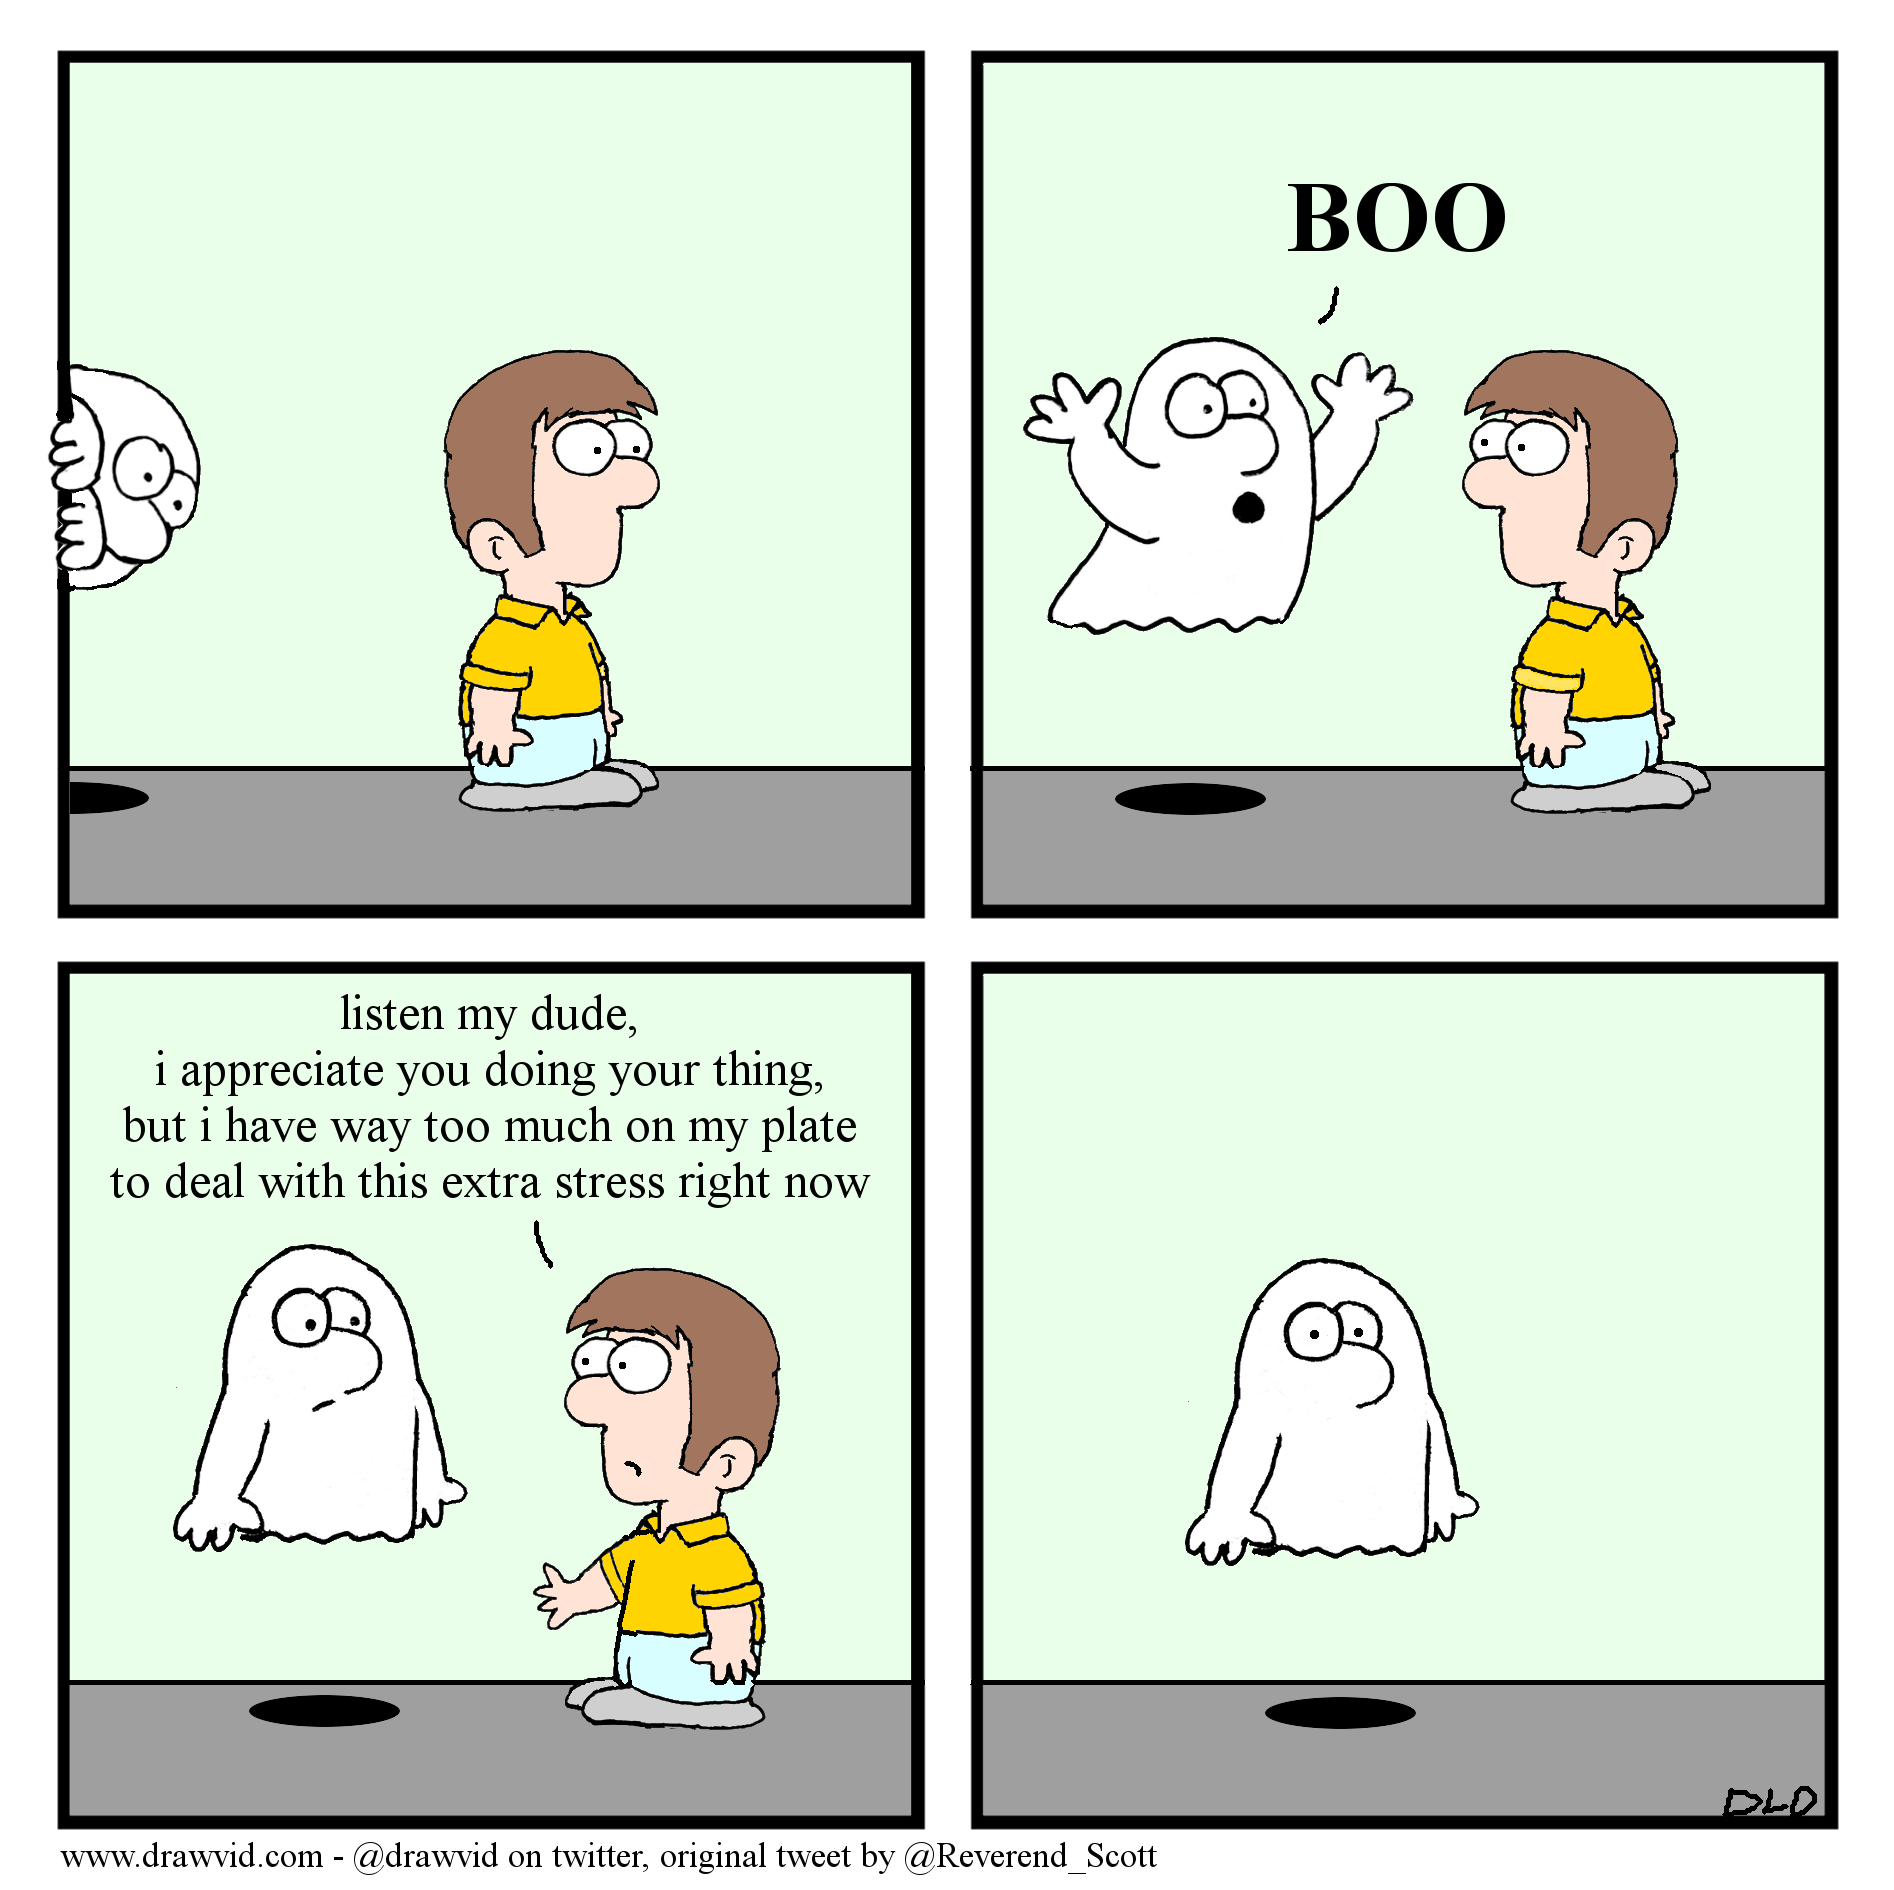 BOO
listen my dude,
i appreciate you doing your thing,
but i have way too much on my plate
to deal with this extra stress right now
DLD
www.drawvid.com - @drawvid on twitter, original tweet by @Reverend_Scott